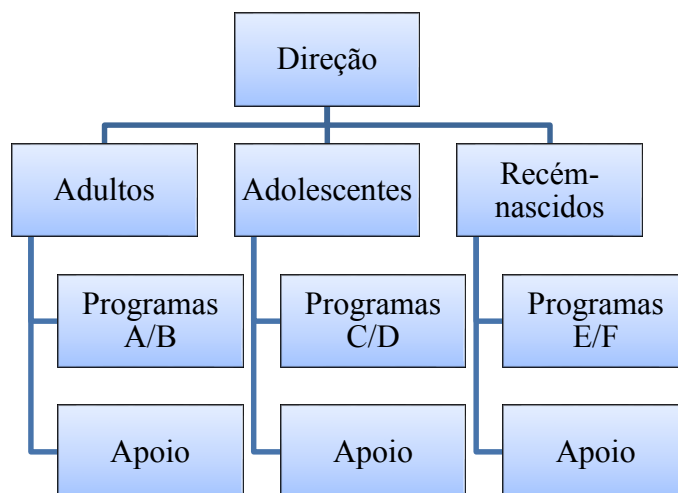 Direção
Adultos
Adolescentes
Recém-
nascidos
Programas
A/B
Programas
C/D
Programas
E/F
Apoio
Apoio
Apoio